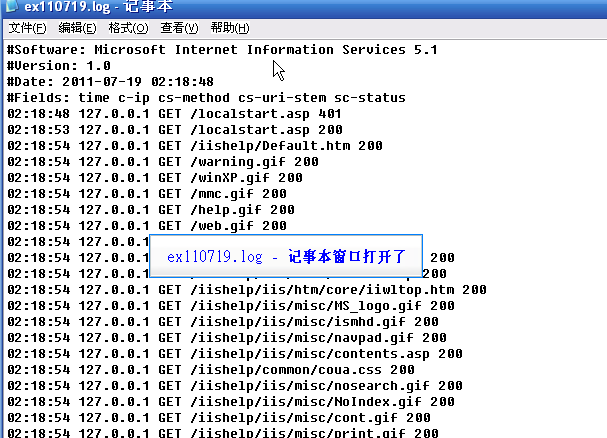 ex110719.log - 记事本
文件(F) 编辑(E) 格式(O) 查看(V) 帮助(H)
#Software: Microsoft Internet Information Services 5.1
#Version: 1.0
#Date: 2011-07-19 02:18:48
#Fields: time c-ip cs-method cs-uri-stem sc-status
02:18:48 127.0.0.1 GET /localstart.asp 401
02:18:53 127.0.0.1 GET /localstart.asp 200
02:18:54 127.0.0.1 GET /iishelp/Default.htm 200
02:18:54 127.0.0.1 GET /warning.gif 200
02:18:54 127.0.0.1 GET /winXP.gif 200
02:18:54 127.0.0.1 GET /mmc.gif 200
02:18:54 127.0.0.1 GET /help.gif 200
02:18:54 127.0.0.1 GET /web.gif 200
02:18:54 127.0.0.1
ex110719.log - 记事本窗口打开了
02:18:54 127.0.0.1 200
02:18:54 127.0.0.1 200
02:18:54 127.0.0.1 GET /iishelp/iis/htm/core/iiwltop.htm 200
02:18:54 127.0.0.1 GET /iishelp/iis/misc/MS_logo.gif 200
02:18:54 127.0.0.1 GET /iishelp/iis/misc/ismhd.gif 200
02:18:54 127.0.0.1 GET /iishelp/iis/misc/navpad.gif 200
02:18:54 127.0.0.1 GET /iishelp/iis/misc/contents.asp 200
02:18:54 127.0.0.1 GET /iishelp/common/coua.css 200
02:18:54 127.0.0.1 GET /iishelp/iis/misc/nosearch.gif 200
02:18:54 127.0.0.1 GET /iishelp/iis/misc/NoIndex.gif 200
02:18:54 127.0.0.1 GET /iishelp/iis/misc/cont.gif 200
02:18:54 127.0.0.1 GET /iishelp/iis/misc/print.gif 200